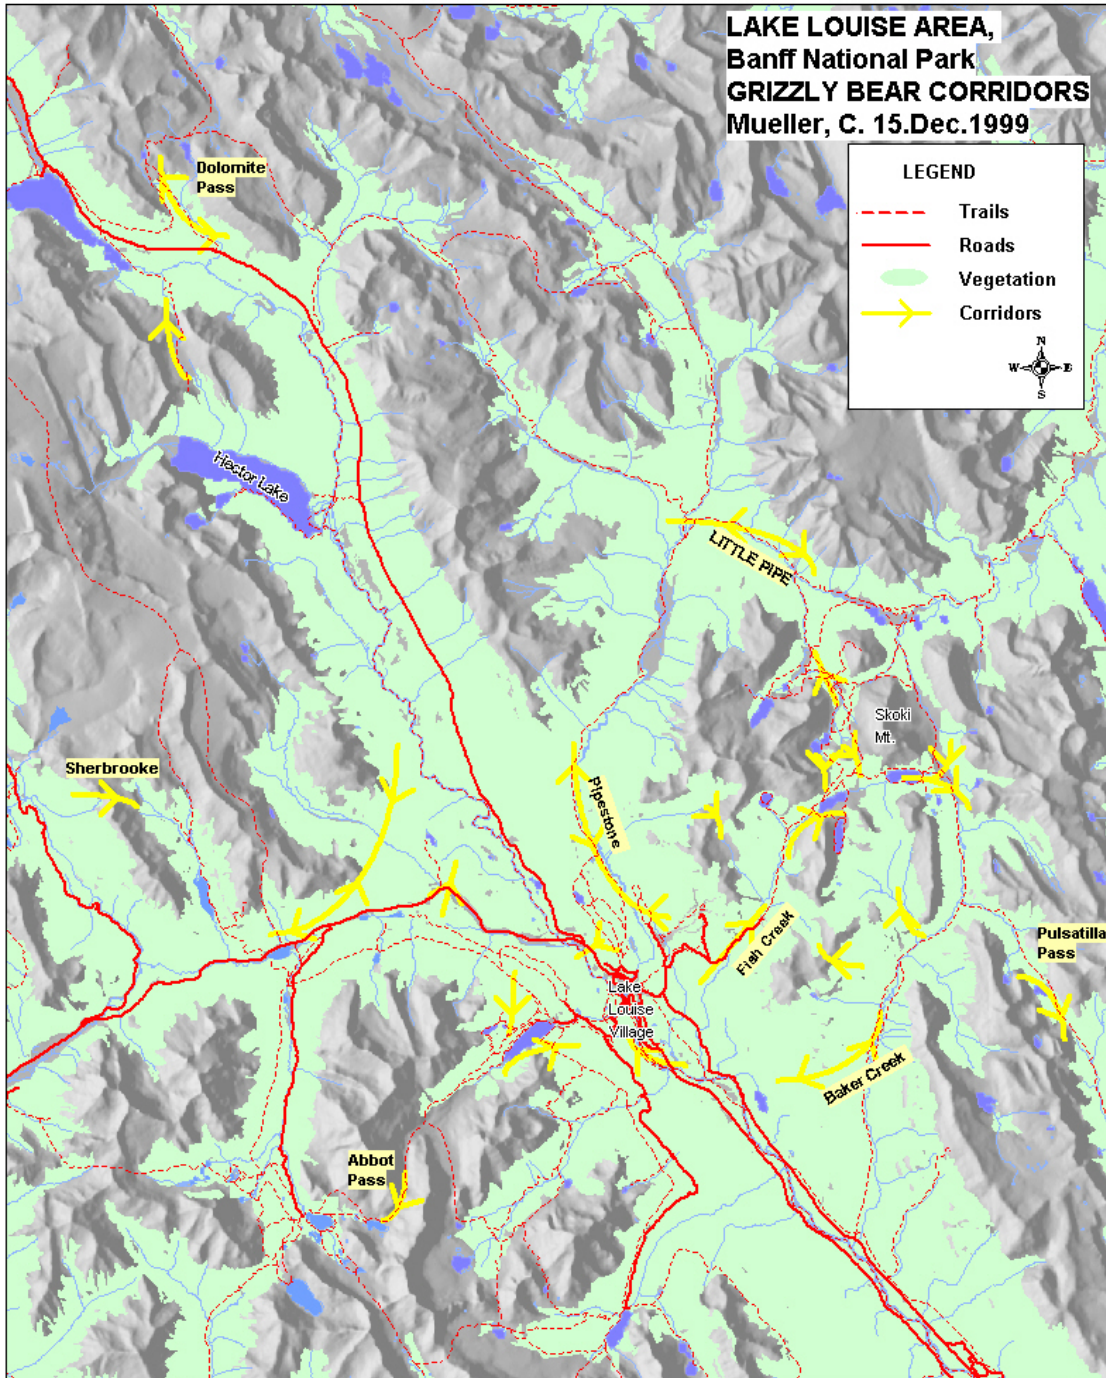 LAKE LOUISE AREA,
Banff National Park
GRIZZLY BEAR CORRIDORS
Mueller, C. 15.Dec.1999
LEGEND
Trails
Roads
Vegetation
Corridors
N
W E
S
Dolomite
Pass
Hector Lake
LITTLE PIPE
Skoki
Mt.
Sherbrooke
Pipestone
Fish Creek
Pulsatilla
Pass
Lake
Louise
Village
Baker Creek
Abbot
Pass